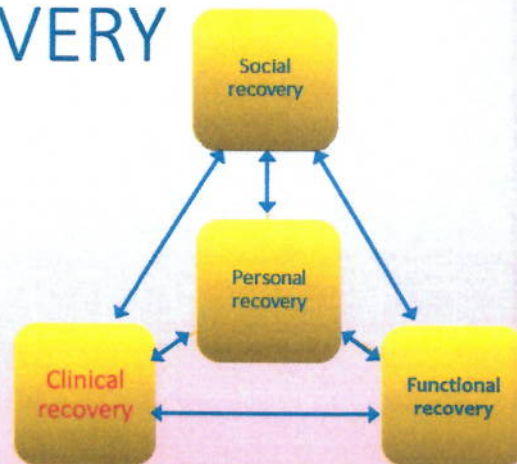 VERY
Social
recovery
Personal
recovery
Clinical
recovery
Functional
recovery